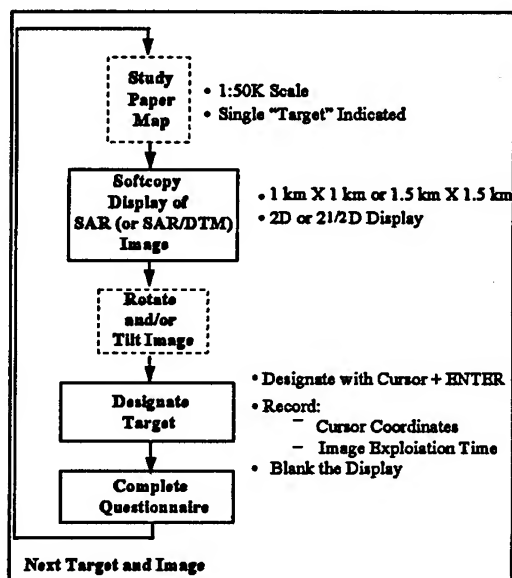 Study
Paper
Map
• 1:50K Scale
• Single "Target" Indicated
Softcopy
Display of
SAR (or SAR/DTM)
Image
• 1 km X 1 km or 1.5 km X 1.5 km
• 2D or 21/2D Display
Rotate
and/or
Tilt Image
Designate
Target
• Designate with Cursor + ENTER
• Record:
– Cursor Coordinates
– Image Exploiation Time
• Blank the Display
Complete
Questionnaire
Next Target and Image